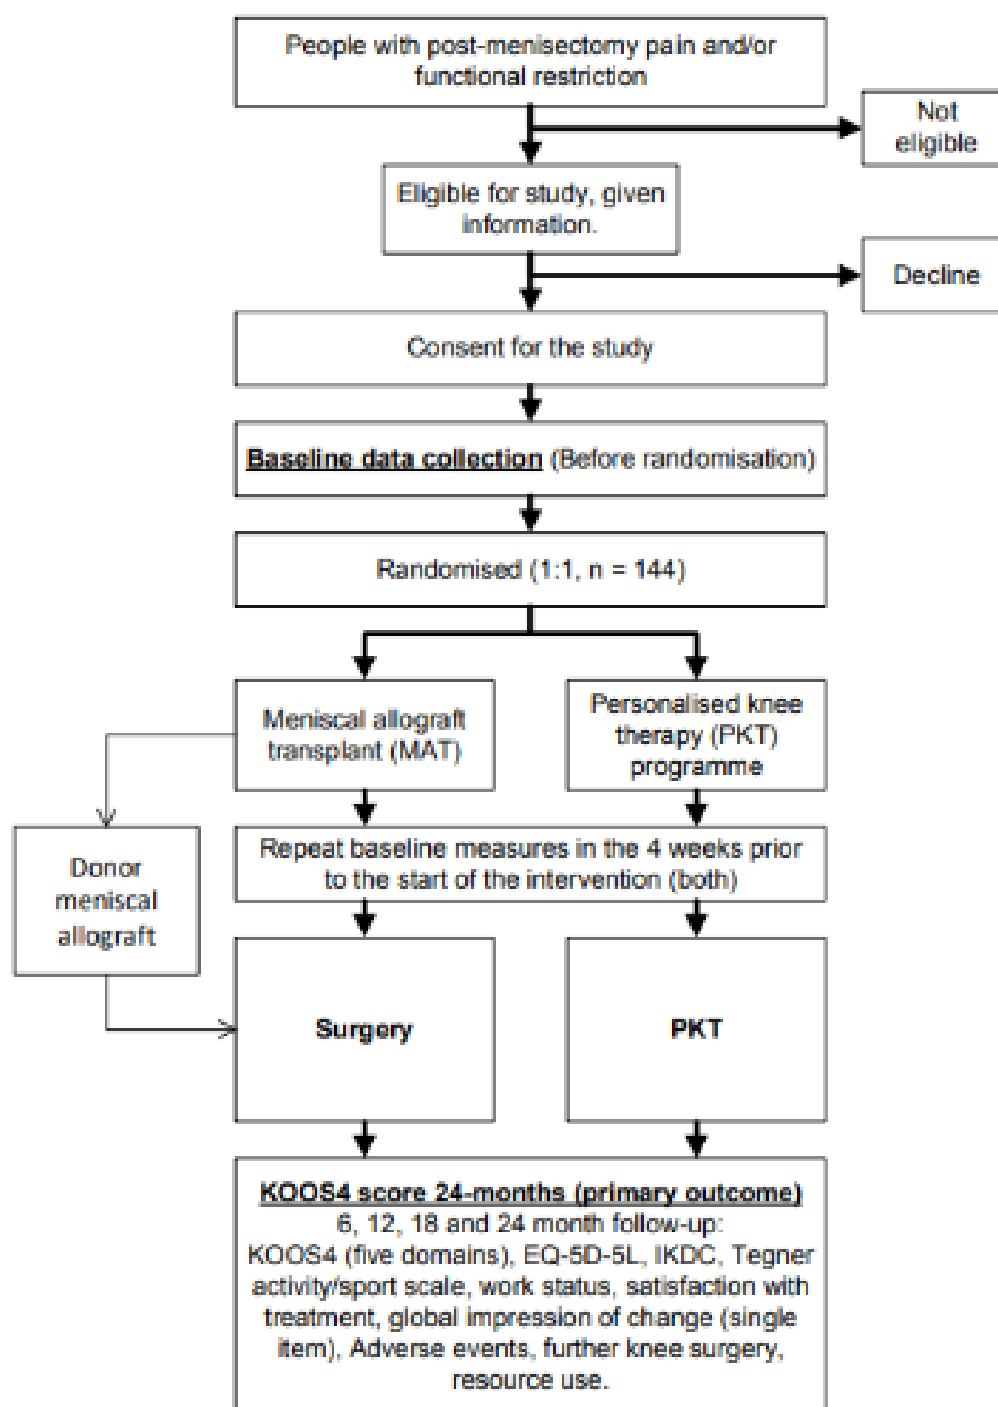 People with post-menisectomy pain and/or
functional restriction
Not
eligible
Eligible for study, given
information.
Decline
Consent for the study
Baseline data collection (Before randomisation)
Randomised (1:1, n = 144)
Meniscal allograft
transplant (MAT)
Personalised knee
therapy (PKT)
programme
Donor
meniscal
allograft
Repeat baseline measures in the 4 weeks prior
to the start of the intervention (both)
Surgery
PKT
KOOS4 score 24-months (primary outcome)
6, 12, 18 and 24 month follow-up:
KOOS4 (five domains), EQ-5D-5L, IKDC, Tegner
activity/sport scale, work status, satisfaction with
treatment, global impression of change (single
item), Adverse events, further knee surgery,
resource use.